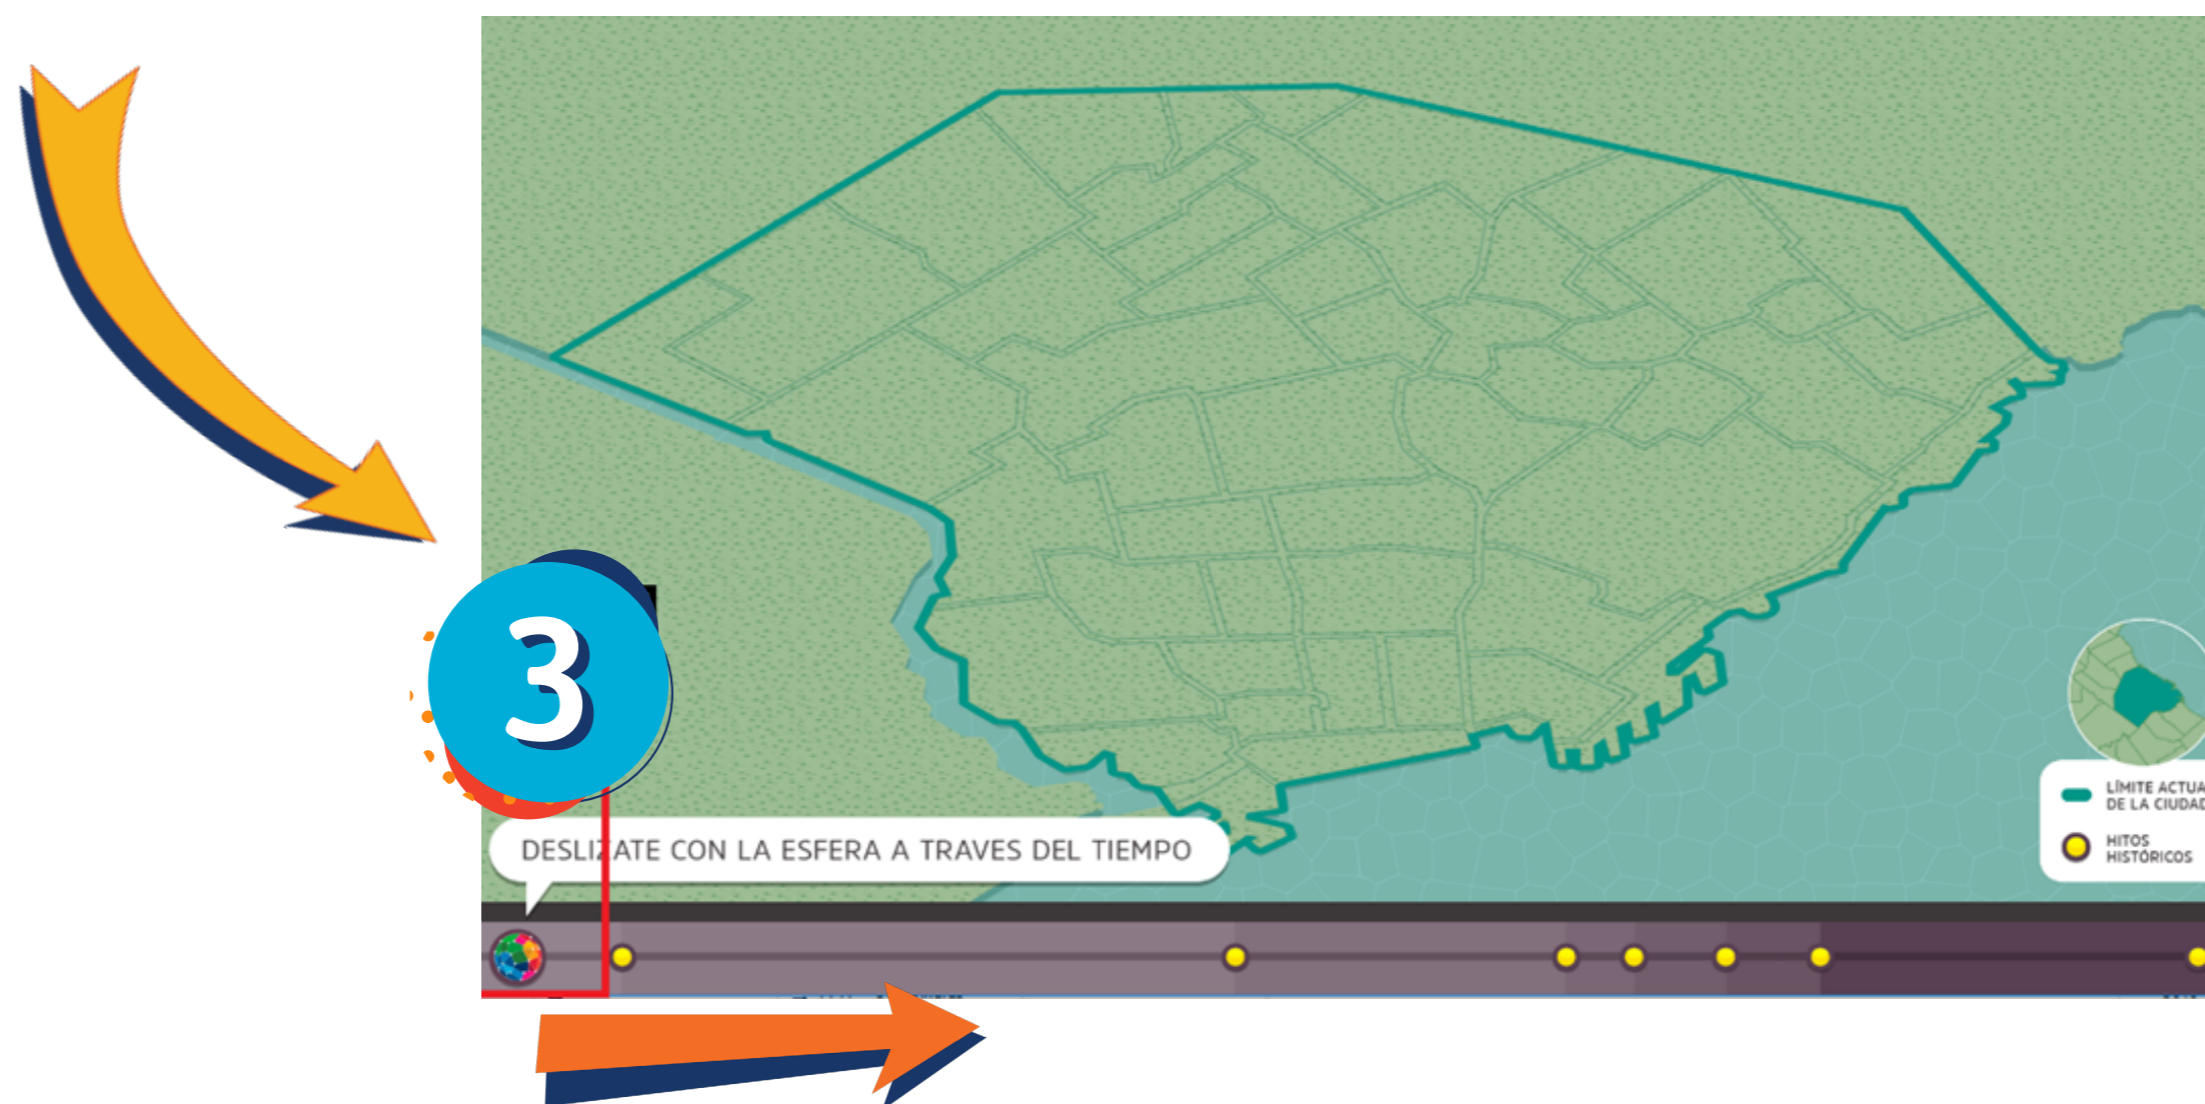 3
LÍMITE ACTUA
DE LA CIUDAD
HITOS
HISTÓRICOS
DESLIZATE CON LA ESFERA A TRAVES DEL TIEMPO